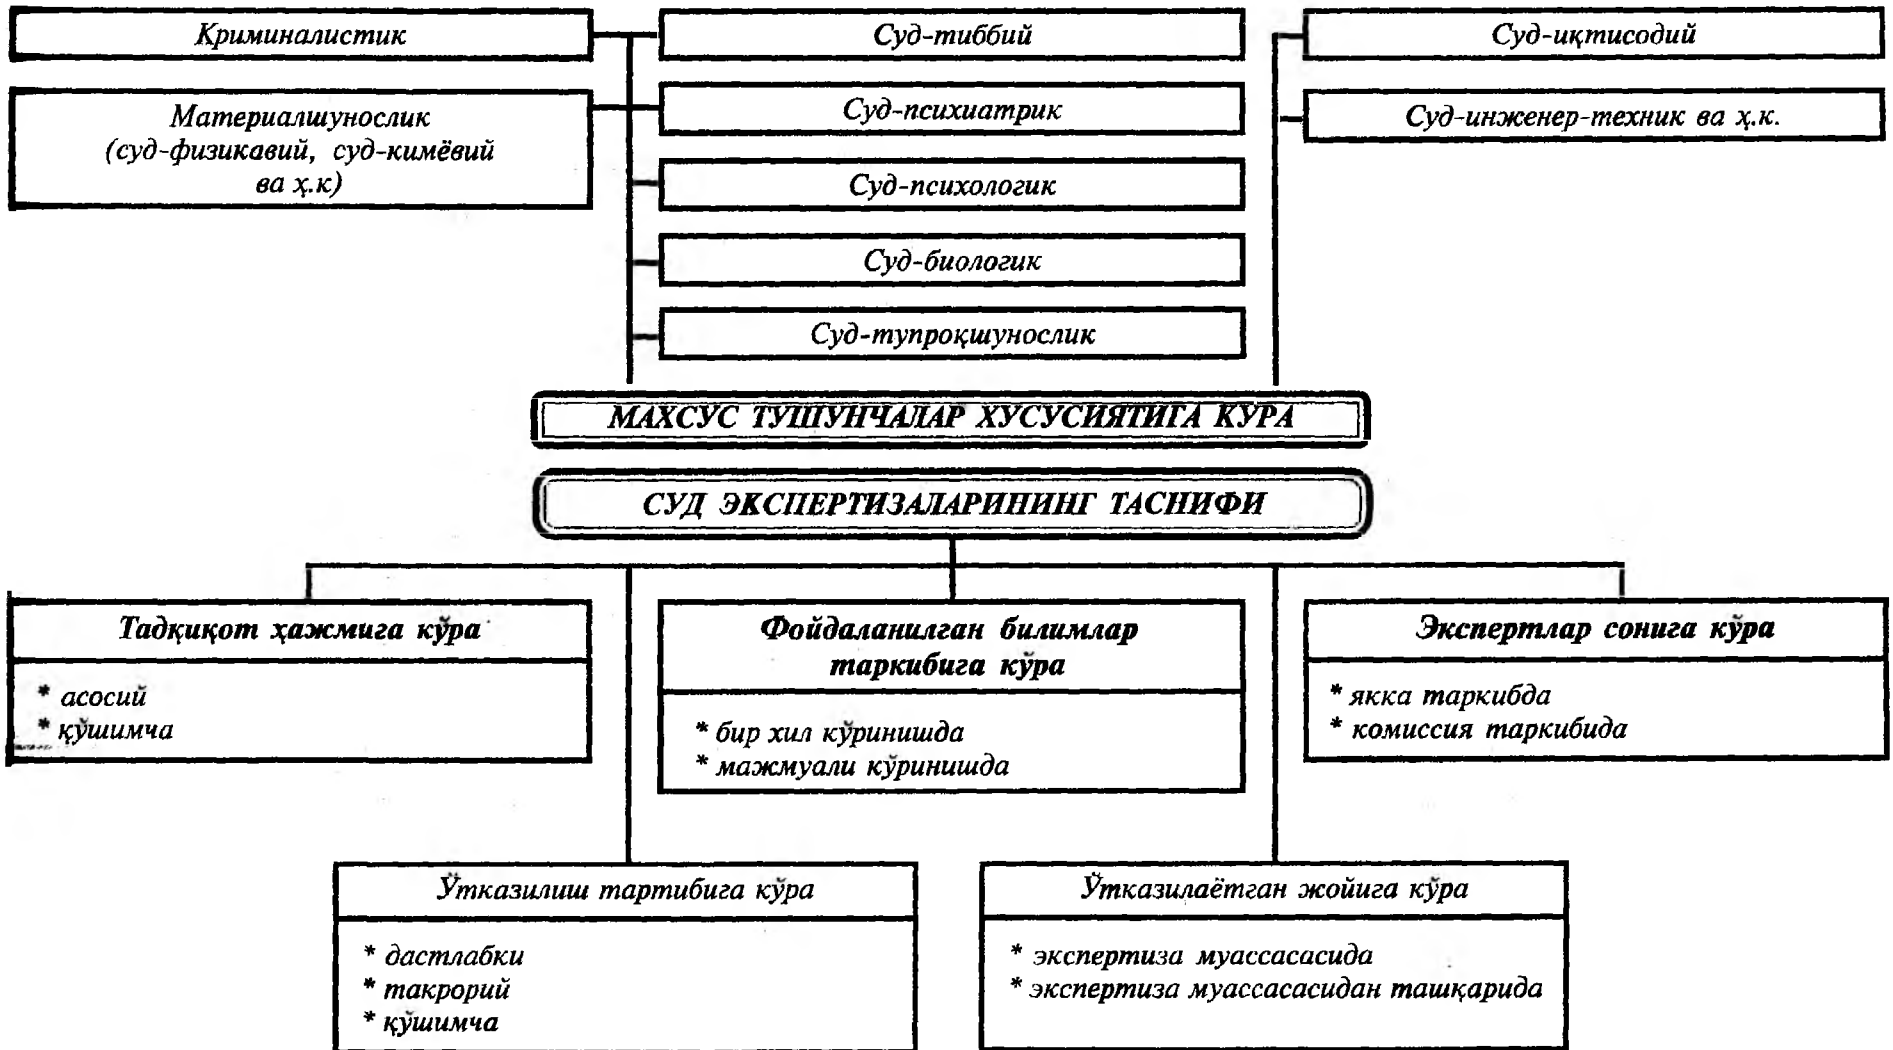 Криминалистик
Суд-тиббий
Суд-иқтисодий
Материалшунослик
(суд-физикавий, суд-кимёвий
ва ҳ.к)
Суд-психиатрик
Суд-инженер-техник ва ҳ.к.
Суд-психологик
Суд-биологик
Суд-тупроқшунослик
МАХСУС ТУШУНЧАЛАР ХУСУСИЯТИГА КУРА
СУД ЭКСПЕРТИЗАЛАРИНИНГ ТАСНИФИ
Тадқиқот ҳажмига кўра
* асосий
* қўшимча
Фойдаланилган билимлар
таркибига кўра
* бир хил кўринишда
* мажмуали кўринишда
Экспертлар сонига кўра
* якка таркибда
* комиссия таркибида
Ўтказилиш тартибига кўра
* дастлабки
* такрорий
* қўшимча
Ўтказилаётган жойига кўра
* экспертиза муассасасида
* экспертиза муассасасидан ташқарида